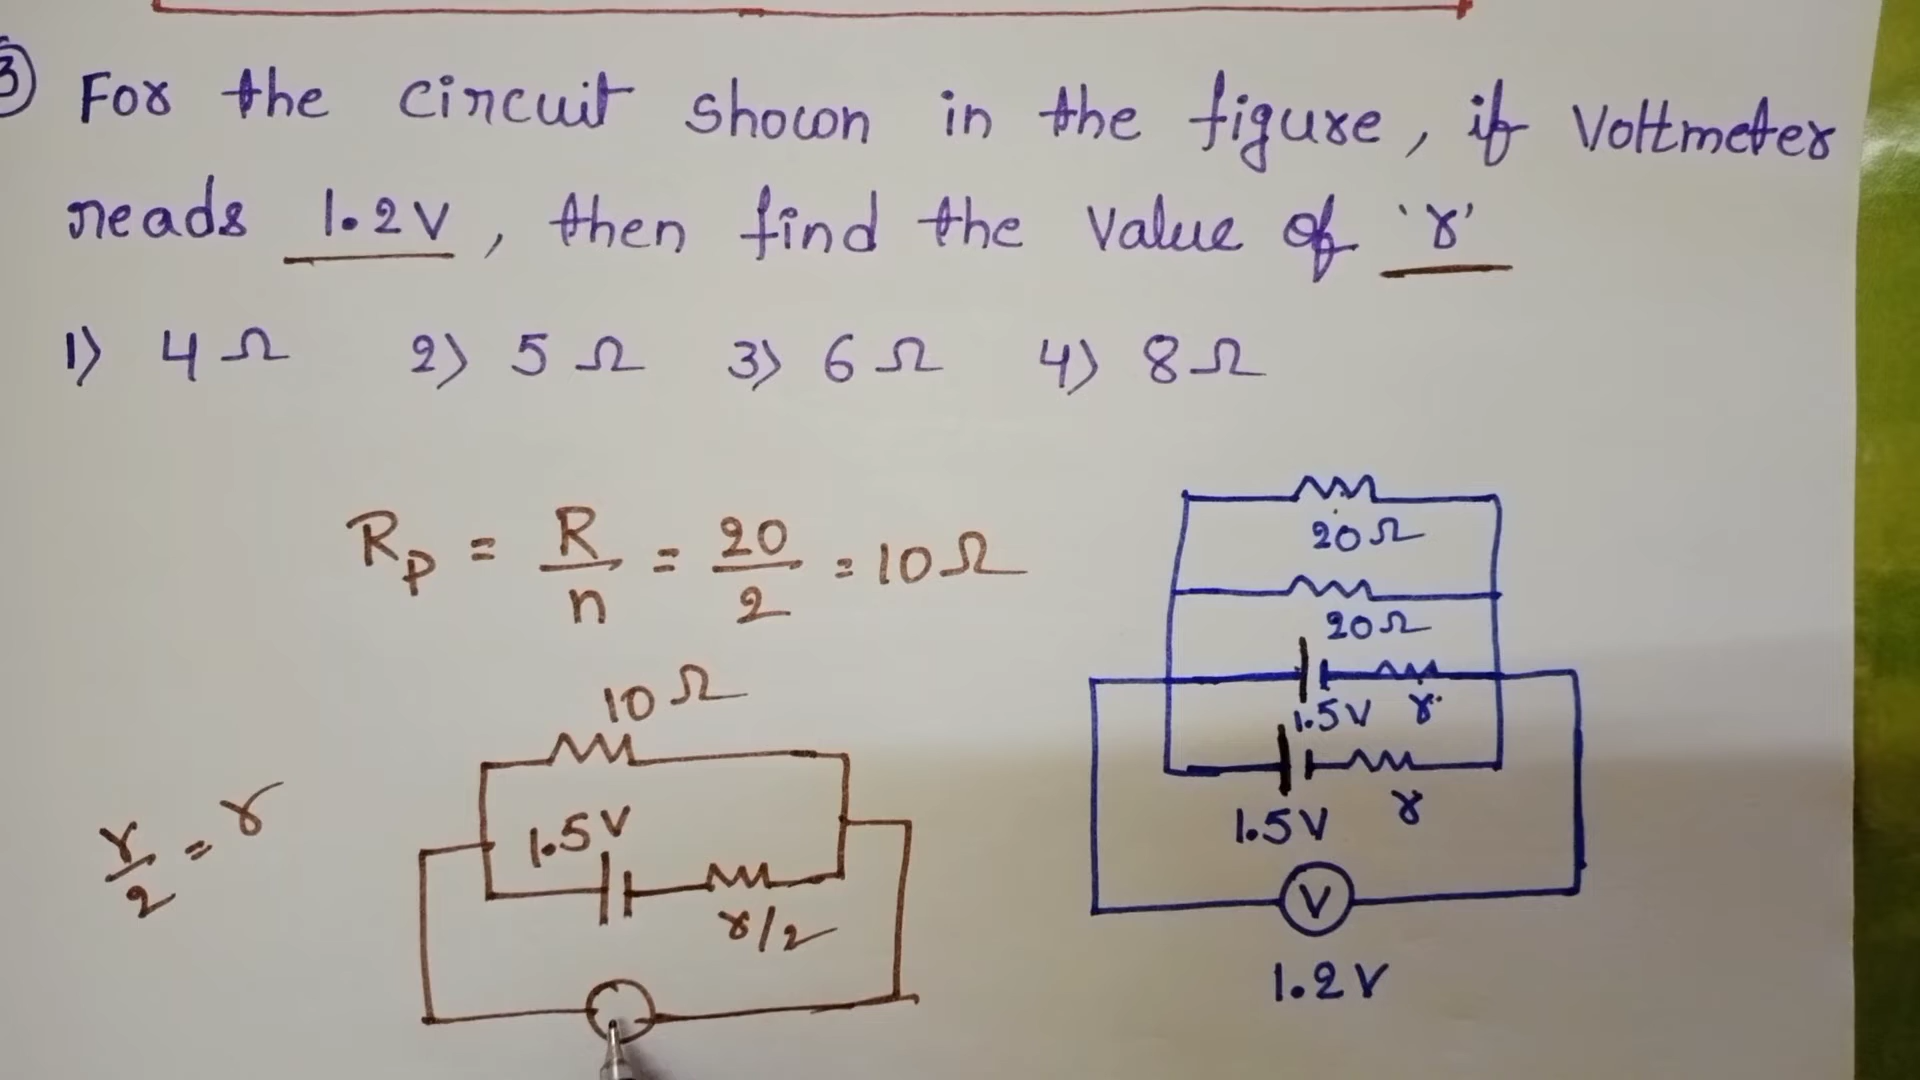 3 For the circuit shown in the figure, if Voltmeter
reads 1.2V, then find the value of 'r'
1) 4Ω 2) 5Ω 3) 6Ω 4) 8Ω
Rp = R/n = 20/2 = 10Ω
20Ω
20Ω
1.5V r
1.5V r
V
1.2V
10Ω
1.5V
r/2
r/2 = r